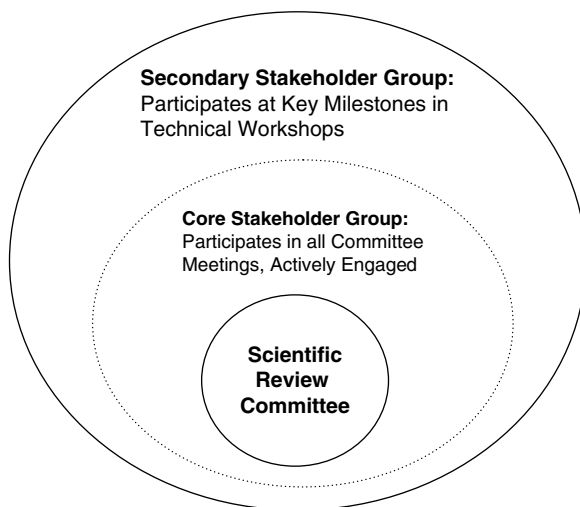 Secondary Stakeholder Group:
Participates at Key Milestones in
Technical Workshops
Core Stakeholder Group:
Participates in all Committee
Meetings, Actively Engaged
Scientific
Review
Committee